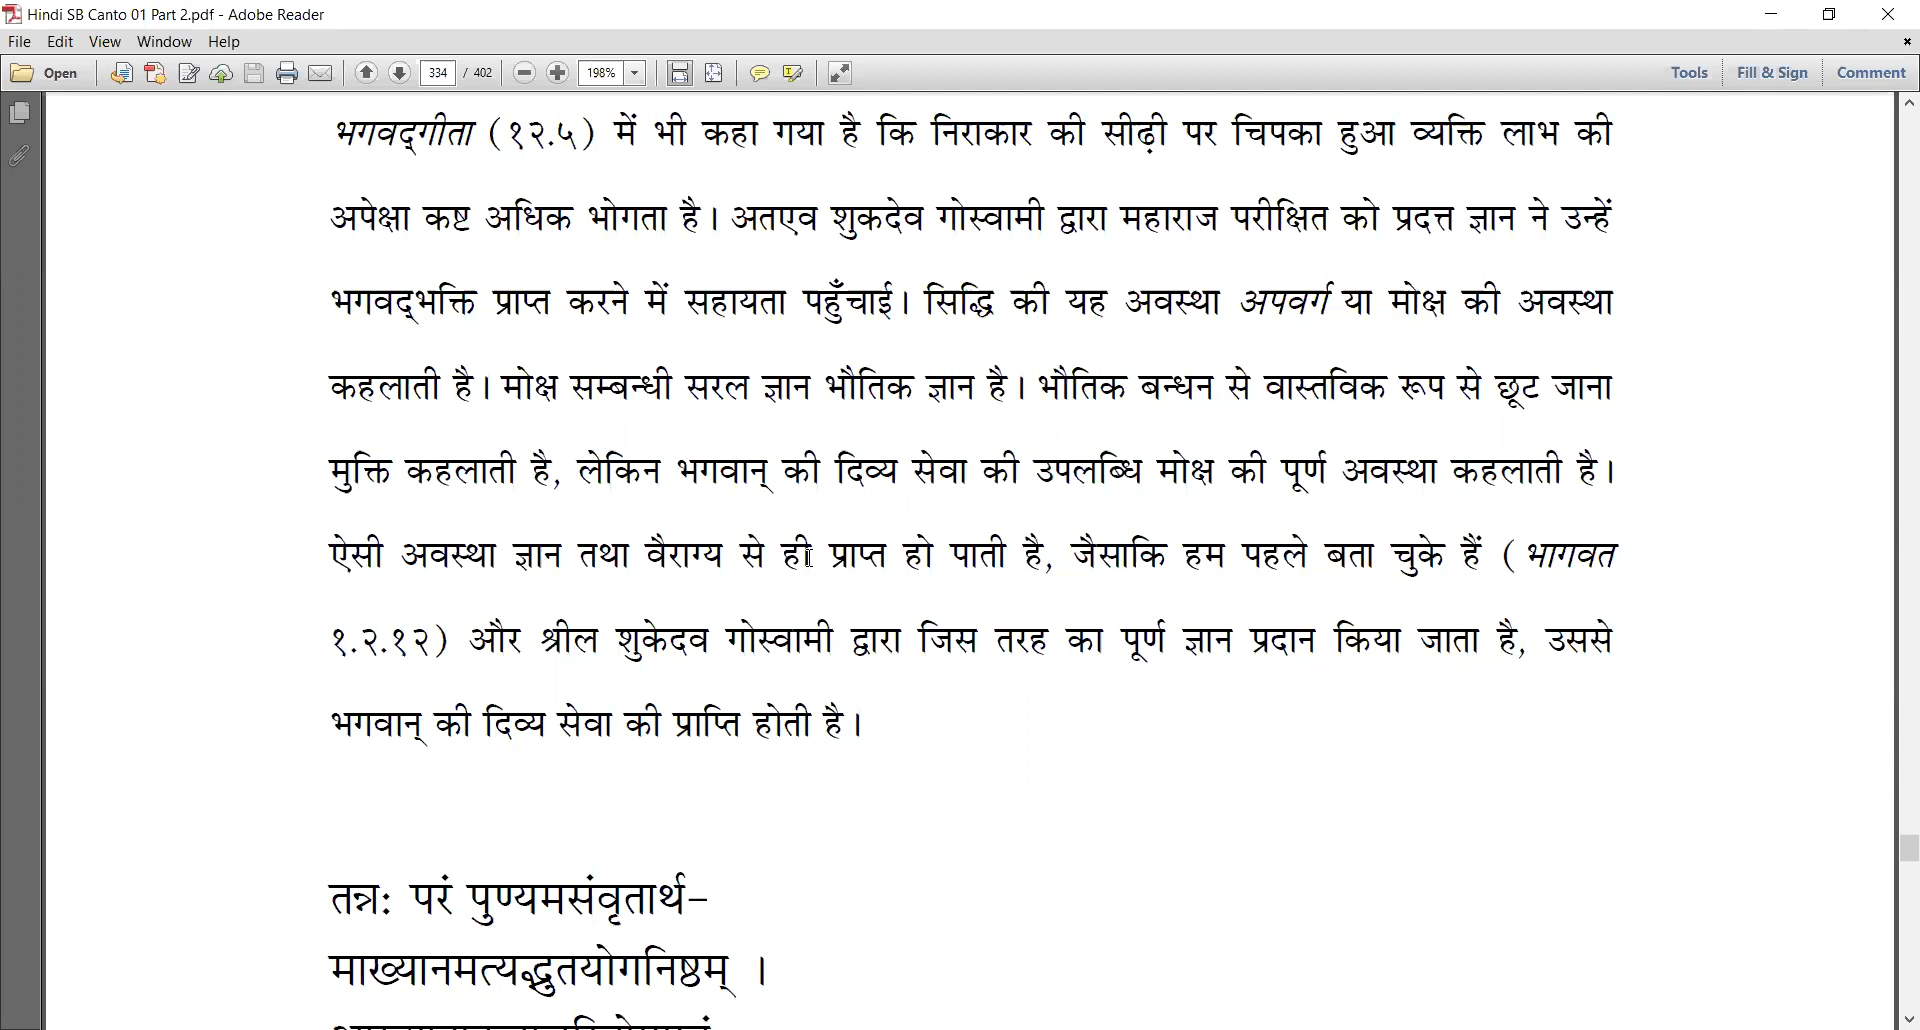 Hindi SB Canto 01 Part 2.pdf - Adobe Reader
File Edit View Window Help
Open 334 / 402 198% Tools Fill & Sign Comment
भगवद्‌गीता (१२.५) में भी कहा गया है कि निराकार की सीढ़ी पर चिपका हुआ व्यक्ति लाभ की
अपेक्षा कष्ट अधिक भोगता है। अतएव शुकदेव गोस्वामी द्वारा महाराज परीक्षित को प्रदत्त ज्ञान ने उन्हें
भगवद्‌भक्ति प्राप्त करने में सहायता पहुँचाई। सिद्धि की यह अवस्था अपवर्ग या मोक्ष की अवस्था
कहलाती है। मोक्ष सम्बन्धी सरल ज्ञान भौतिक ज्ञान है। भौतिक बन्धन से वास्तविक रूप से छूट जाना
मुक्ति कहलाती है, लेकिन भगवान् की दिव्य सेवा की उपलब्धि मोक्ष की पूर्ण अवस्था कहलाती है।
ऐसी अवस्था ज्ञान तथा वैराग्य से ही प्राप्त हो पाती है, जैसाकि हम पहले बता चुके हैं (भागवत
१.२.१२) और श्रील शुकेदव गोस्वामी द्वारा जिस तरह का पूर्ण ज्ञान प्रदान किया जाता है, उससे
भगवान् की दिव्य सेवा की प्राप्ति होती है।
तन्नः परं पुण्यमसंवृतार्थ-
माख्यानमत्यद्भुतयोगनिष्ठम् ।